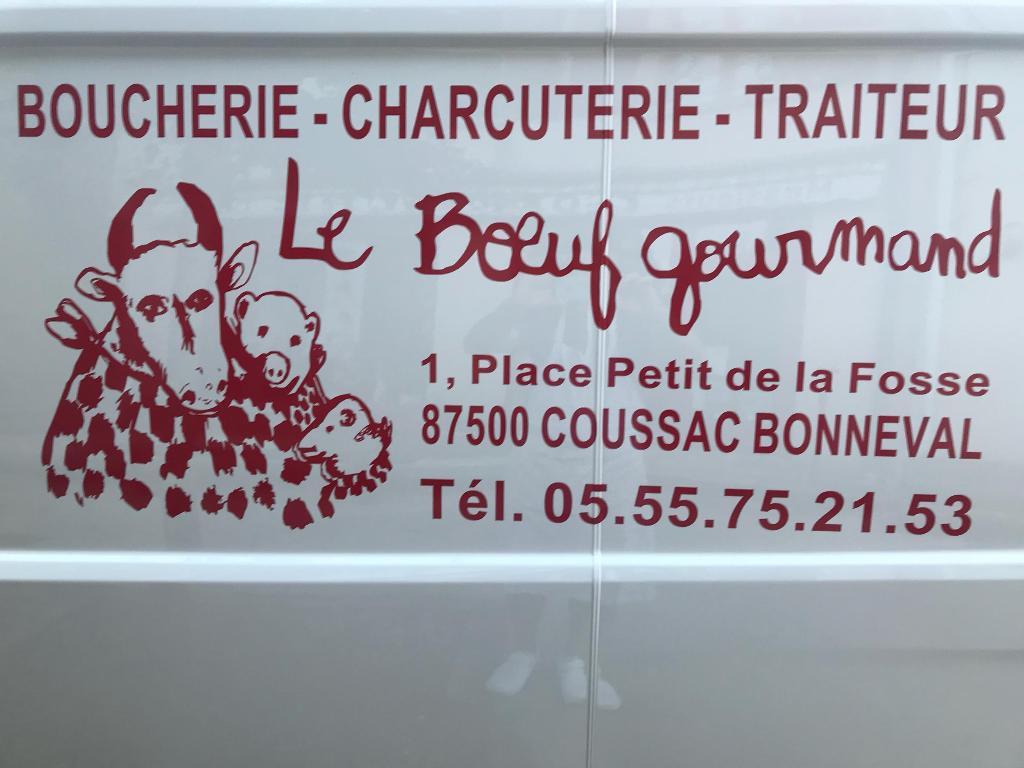 BOUCHERIE - CHARCUTERIE - TRAITEUR
Le Bœuf gourmand
1, Place Petit de la Fosse
87500 COUSSAC BONNEVAL
Tél. 05.55.75.21.53